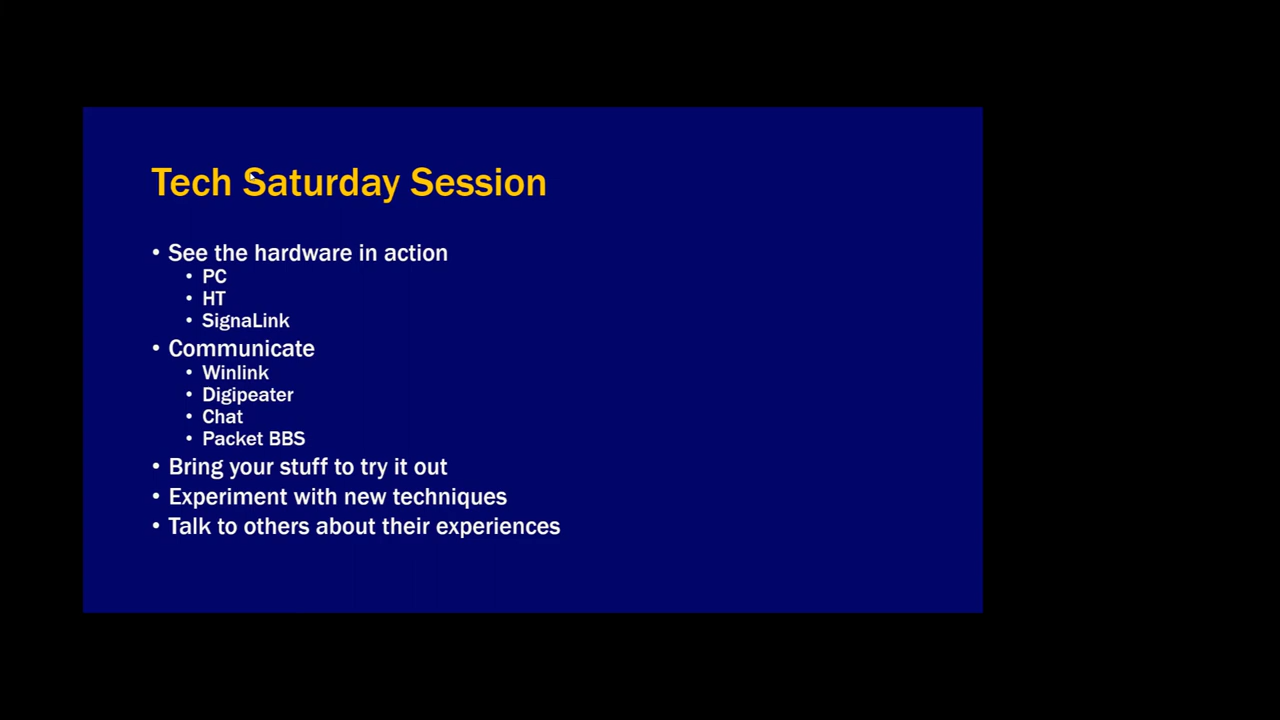 Tech Saturday Session
• See the hardware in action
• PC
• HT
• SignaLink
• Communicate
• Winlink
• Digipeater
• Chat
• Packet BBS
• Bring your stuff to try it out
• Experiment with new techniques
• Talk to others about their experiences